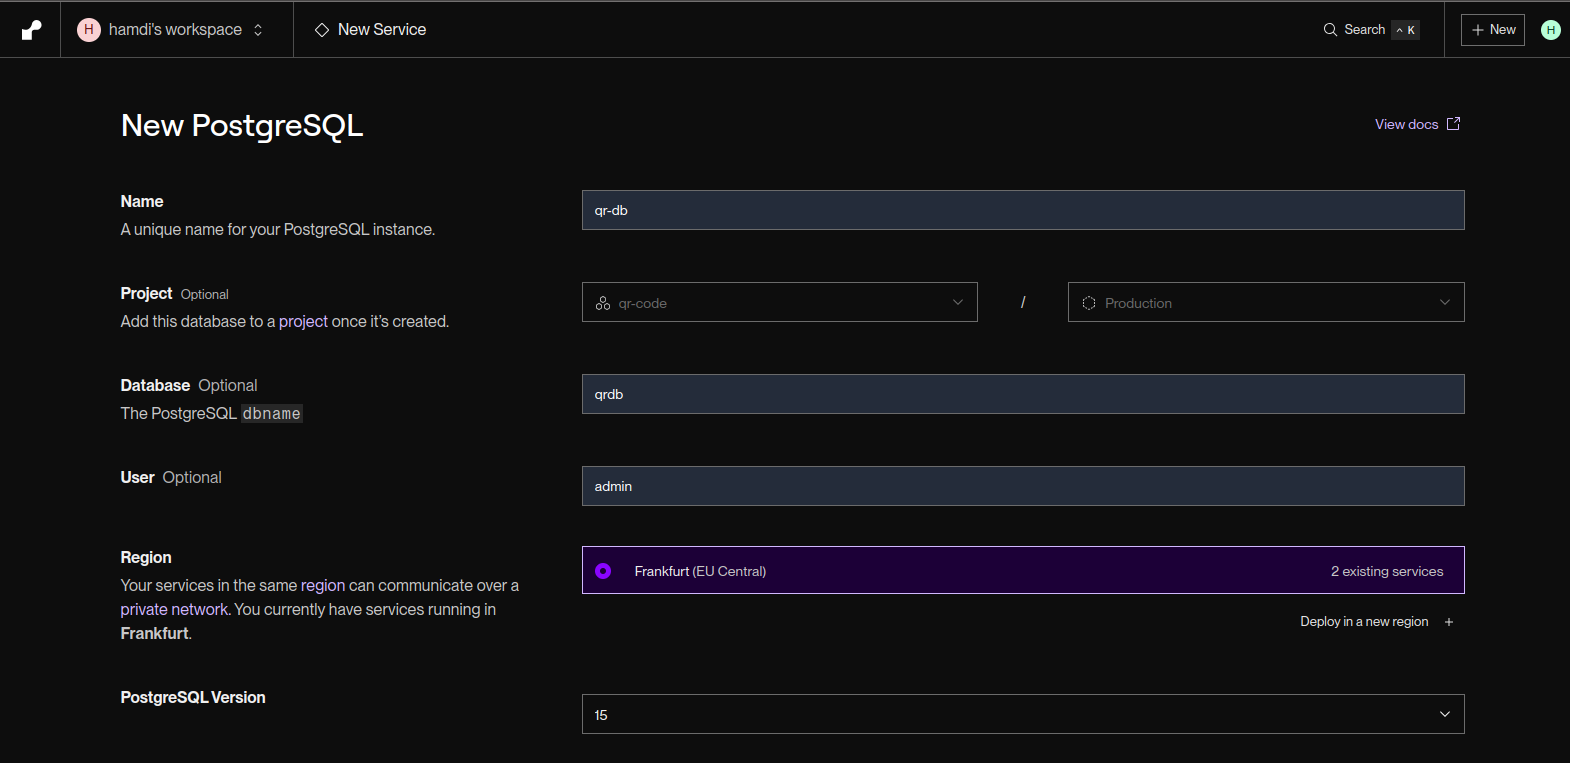 H hamdi's workspace New Service Search ^ K + New H
New PostgreSQL View docs
Name
A unique name for your PostgreSQL instance.
qr-db
Project Optional
Add this database to a project once it's created.
qr-code / Production
Database Optional
The PostgreSQL dbname
qrdb
User Optional
admin
Region
Your services in the same region can communicate over a
private network. You currently have services running in
Frankfurt.
Frankfurt (EU Central) 2 existing services
Deploy in a new region +
PostgreSQL Version
15